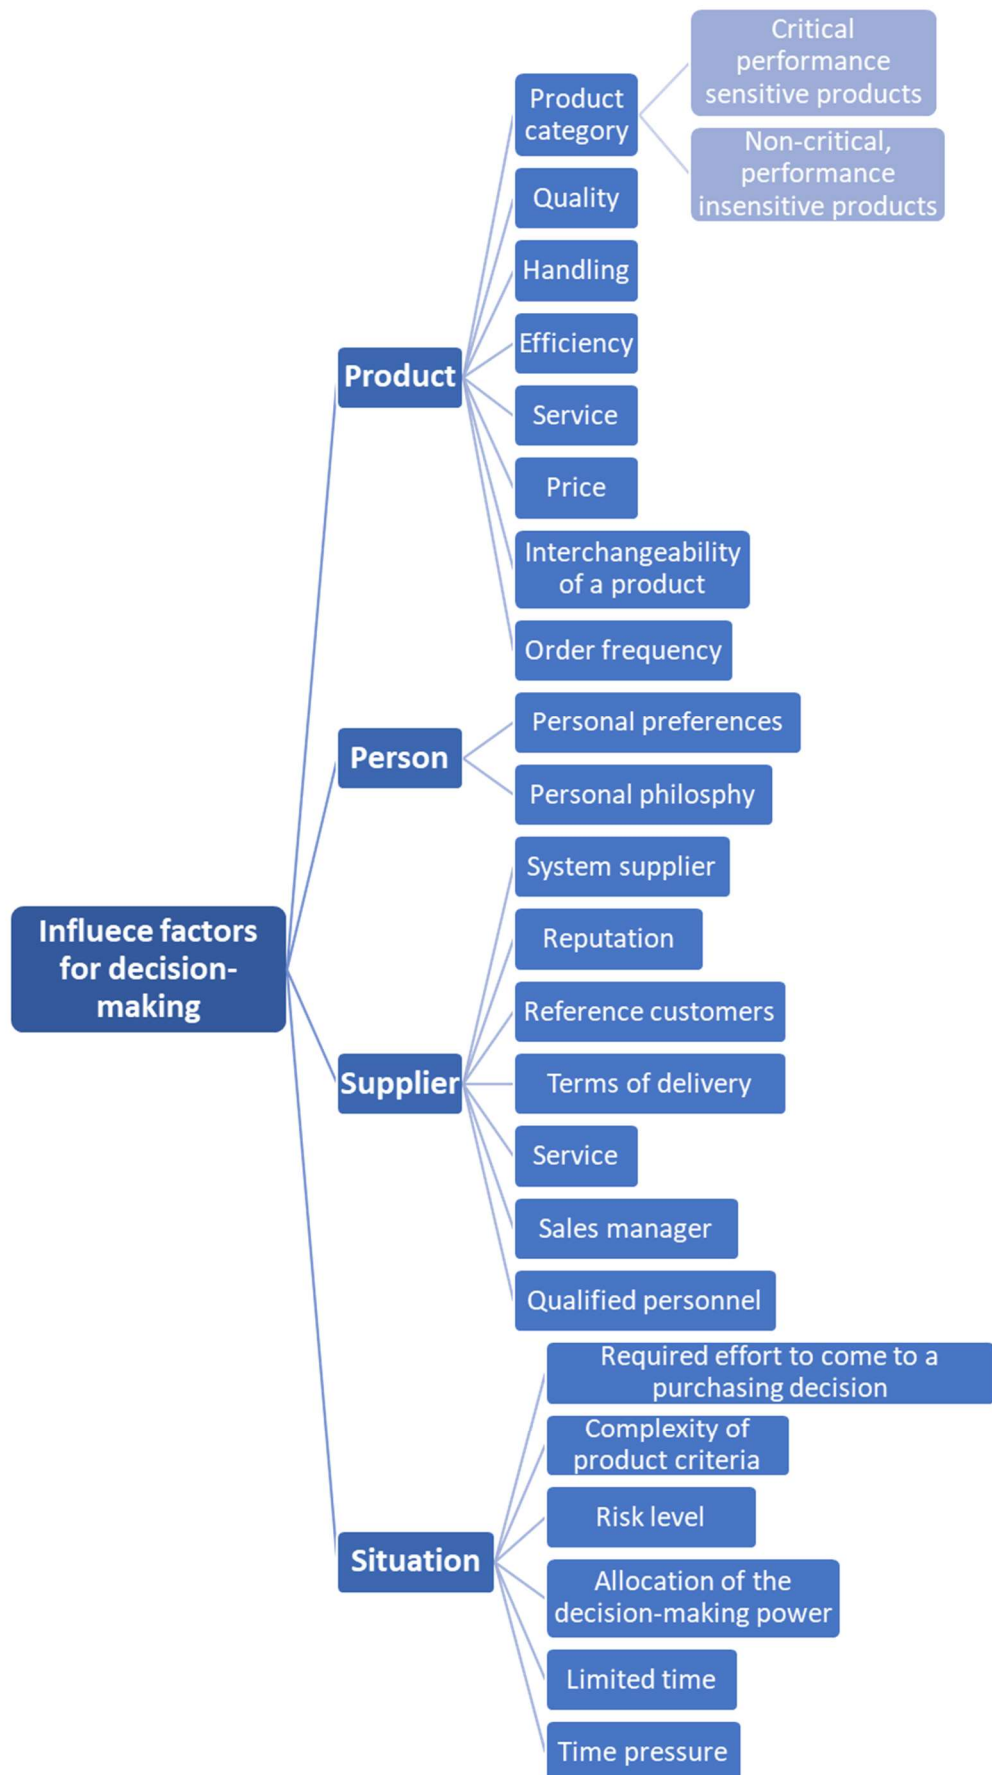 Critical
performance
sensitive products
Product
category
Non-critical,
performance
insensitive products
Quality
Handling
Efficiency
Product
Service
Price
Interchangeability
of a product
Order frequency
Personal preferences
Person
Personal philosphy
System supplier
Influece factors
for decision-
making
Reputation
Reference customers
Supplier
Terms of delivery
Service
Sales manager
Qualified personnel
Required effort to come to a
purchasing decision
Complexity of
product criteria
Risk level
Situation
Allocation of the
decision-making power
Limited time
Time pressure